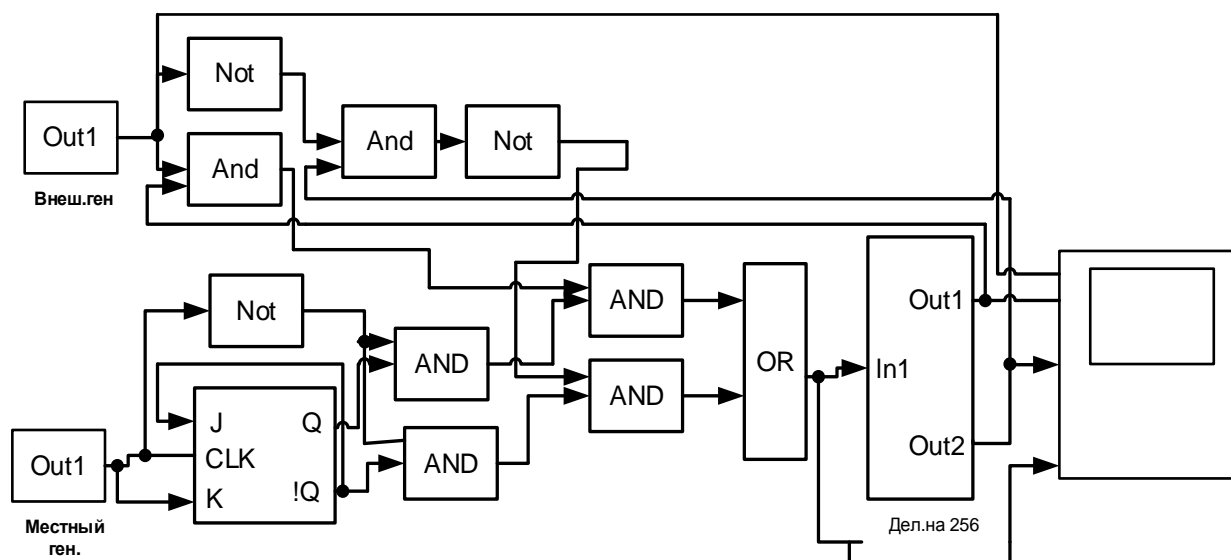 Not
Out1
And
Not
And
Внеш.ген
Not
AND
Out1
AND
OR
In1
AND
J
Q
Out1
CLK
AND
Out2
K
!Q
Местный
ген.
Дел.на 256